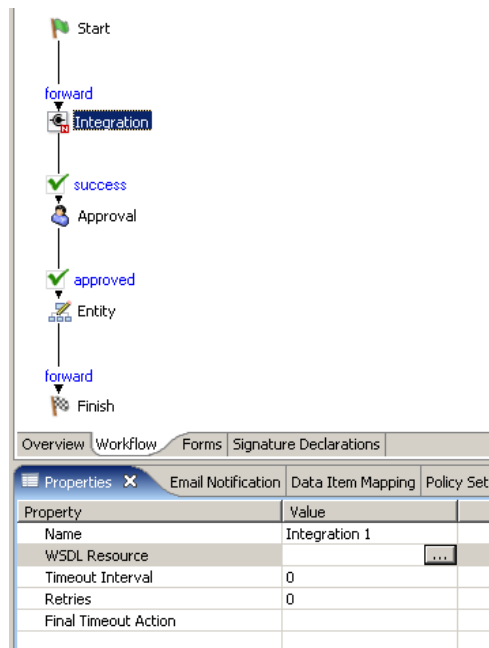 Start
forward
Integration
success
Approval
approved
Entity
forward
Finish
Overview Workflow Forms Signature Declarations
Properties Email Notification Data Item Mapping Policy Set
Property Value
Name Integration 1
WSDL Resource ...
Timeout Interval 0
Retries 0
Final Timeout Action